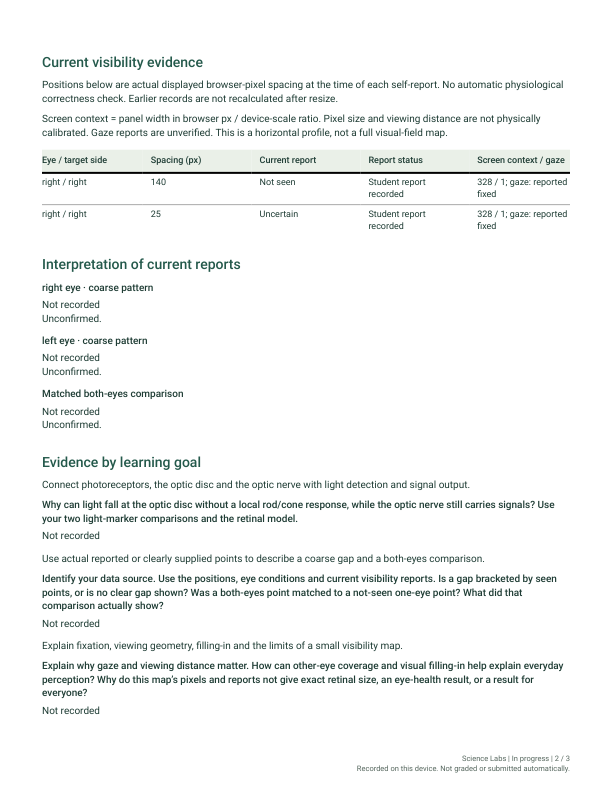 Current visibility evidence
Positions below are actual displayed browser-pixel spacing at the time of each self-report. No automatic physiological
correctness check. Earlier records are not recalculated after resize.
Screen context = panel width in browser px / device-scale ratio. Pixel size and viewing distance are not physically
calibrated. Gaze reports are unverified. This is a horizontal profile, not a full visual-field map.
Eye / target side Spacing (px) Current report Report status Screen context / gaze
right / right 140 Not seen Student report recorded 328 / 1; gaze: reported fixed
right / right 25 Uncertain Student report recorded 328 / 1; gaze: reported fixed
Interpretation of current reports
right eye · coarse pattern
Not recorded
Unconfirmed.
left eye · coarse pattern
Not recorded
Unconfirmed.
Matched both-eyes comparison
Not recorded
Unconfirmed.
Evidence by learning goal
Connect photoreceptors, the optic disc and the optic nerve with light detection and signal output.
Why can light fall at the optic disc without a local rod/cone response, while the optic nerve still carries signals? Use
your two light-marker comparisons and the retinal model.
Not recorded
Use actual reported or clearly supplied points to describe a coarse gap and a both-eyes comparison.
Identify your data source. Use the positions, eye conditions and current visibility reports. Is a gap bracketed by seen
points, or is no clear gap shown? Was a both-eyes point matched to a not-seen one-eye point? What did that
comparison actually show?
Not recorded
Explain fixation, viewing geometry, filling-in and the limits of a small visibility map.
Explain why gaze and viewing distance matter. How can other-eye coverage and visual filling-in help explain everyday
perception? Why do this map's pixels and reports not give exact retinal size, an eye-health result, or a result for
everyone?
Not recorded
Science Labs | In progress | 2 / 3
Recorded on this device. Not graded or submitted automatically.